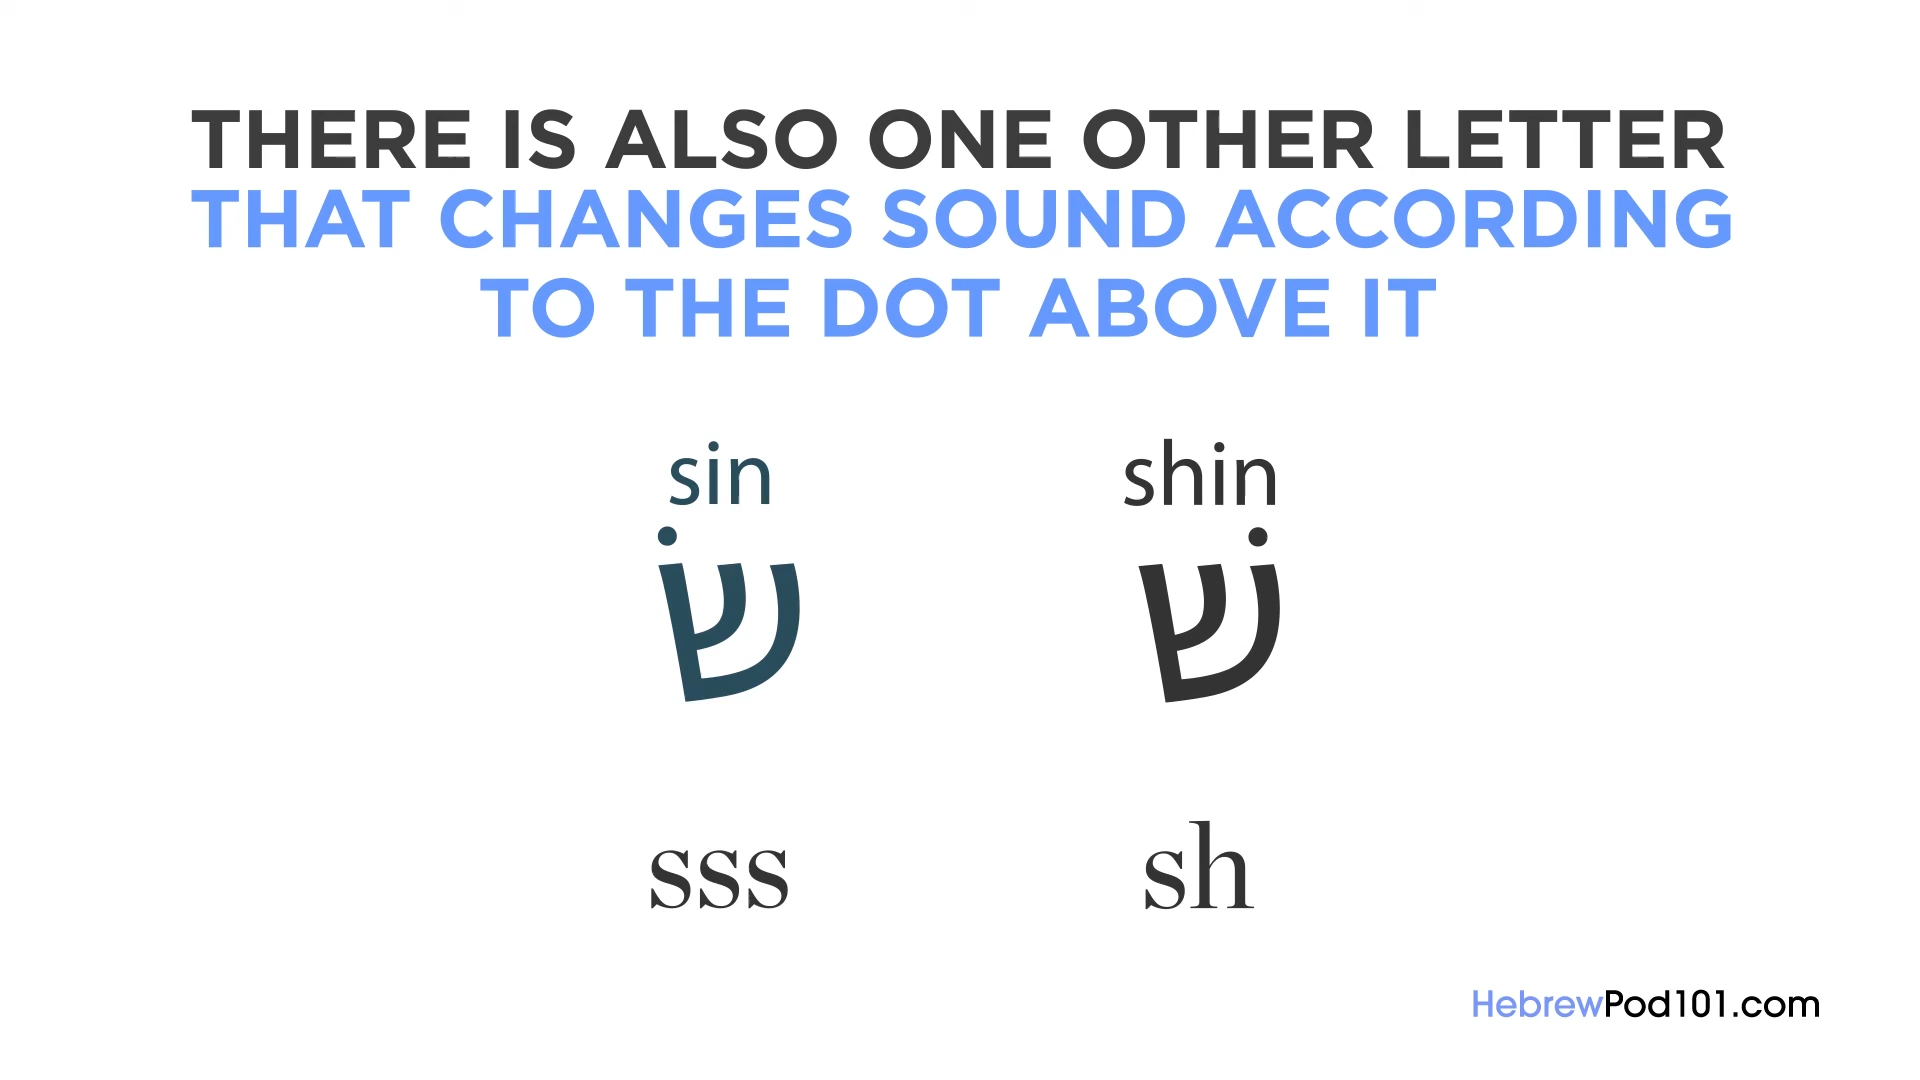 THERE IS ALSO ONE OTHER LETTER
THAT CHANGES SOUND ACCORDING
TO THE DOT ABOVE IT
sin shin
שׂ שׁ
sss sh
HebrewPod101.com